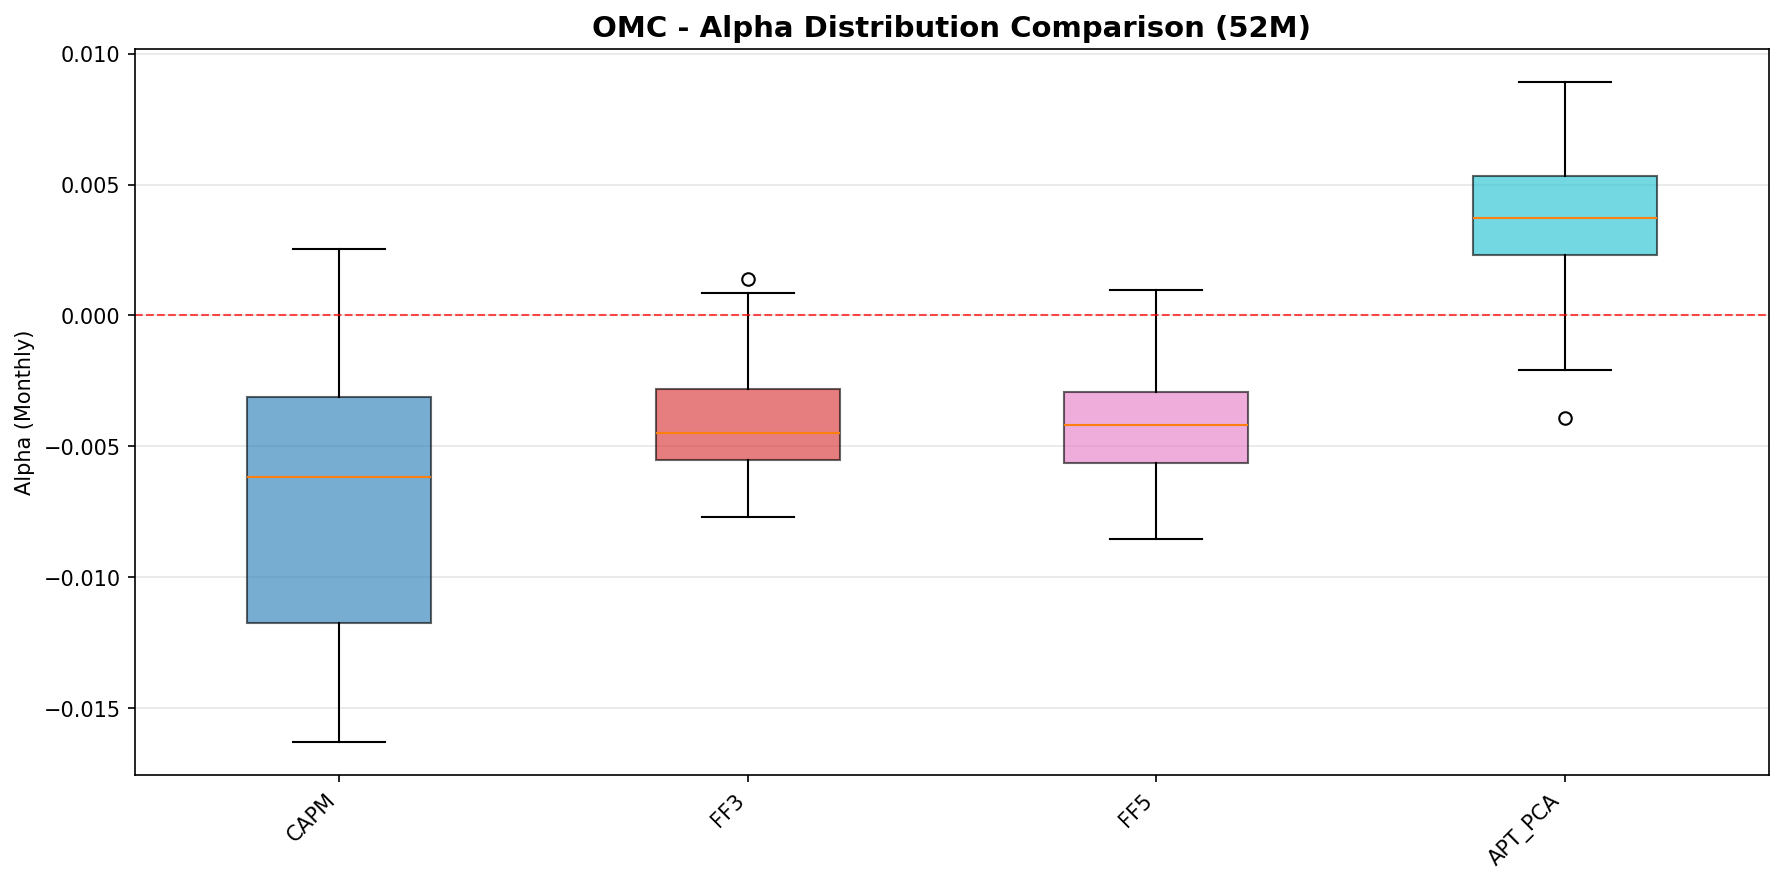 OMC - Alpha Distribution Comparison (52M)
Alpha (Monthly)
0.010
0.005
0.000
−0.005
−0.010
−0.015
CAPM
FF3
FF5
APT_PCA